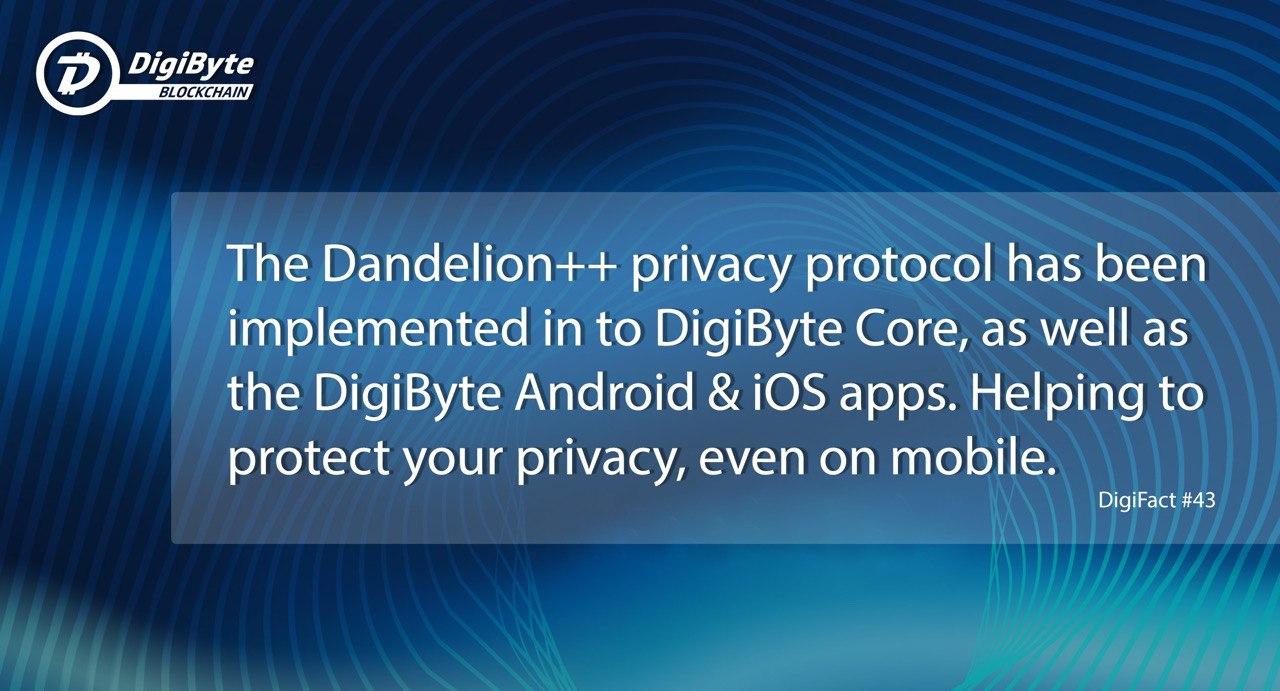 DigiByte
BLOCKCHAIN
The Dandelion++ privacy protocol has been
implemented in to DigiByte Core, as well as
the DigiByte Android & iOS apps. Helping to
protect your privacy, even on mobile.
DigiFact #43